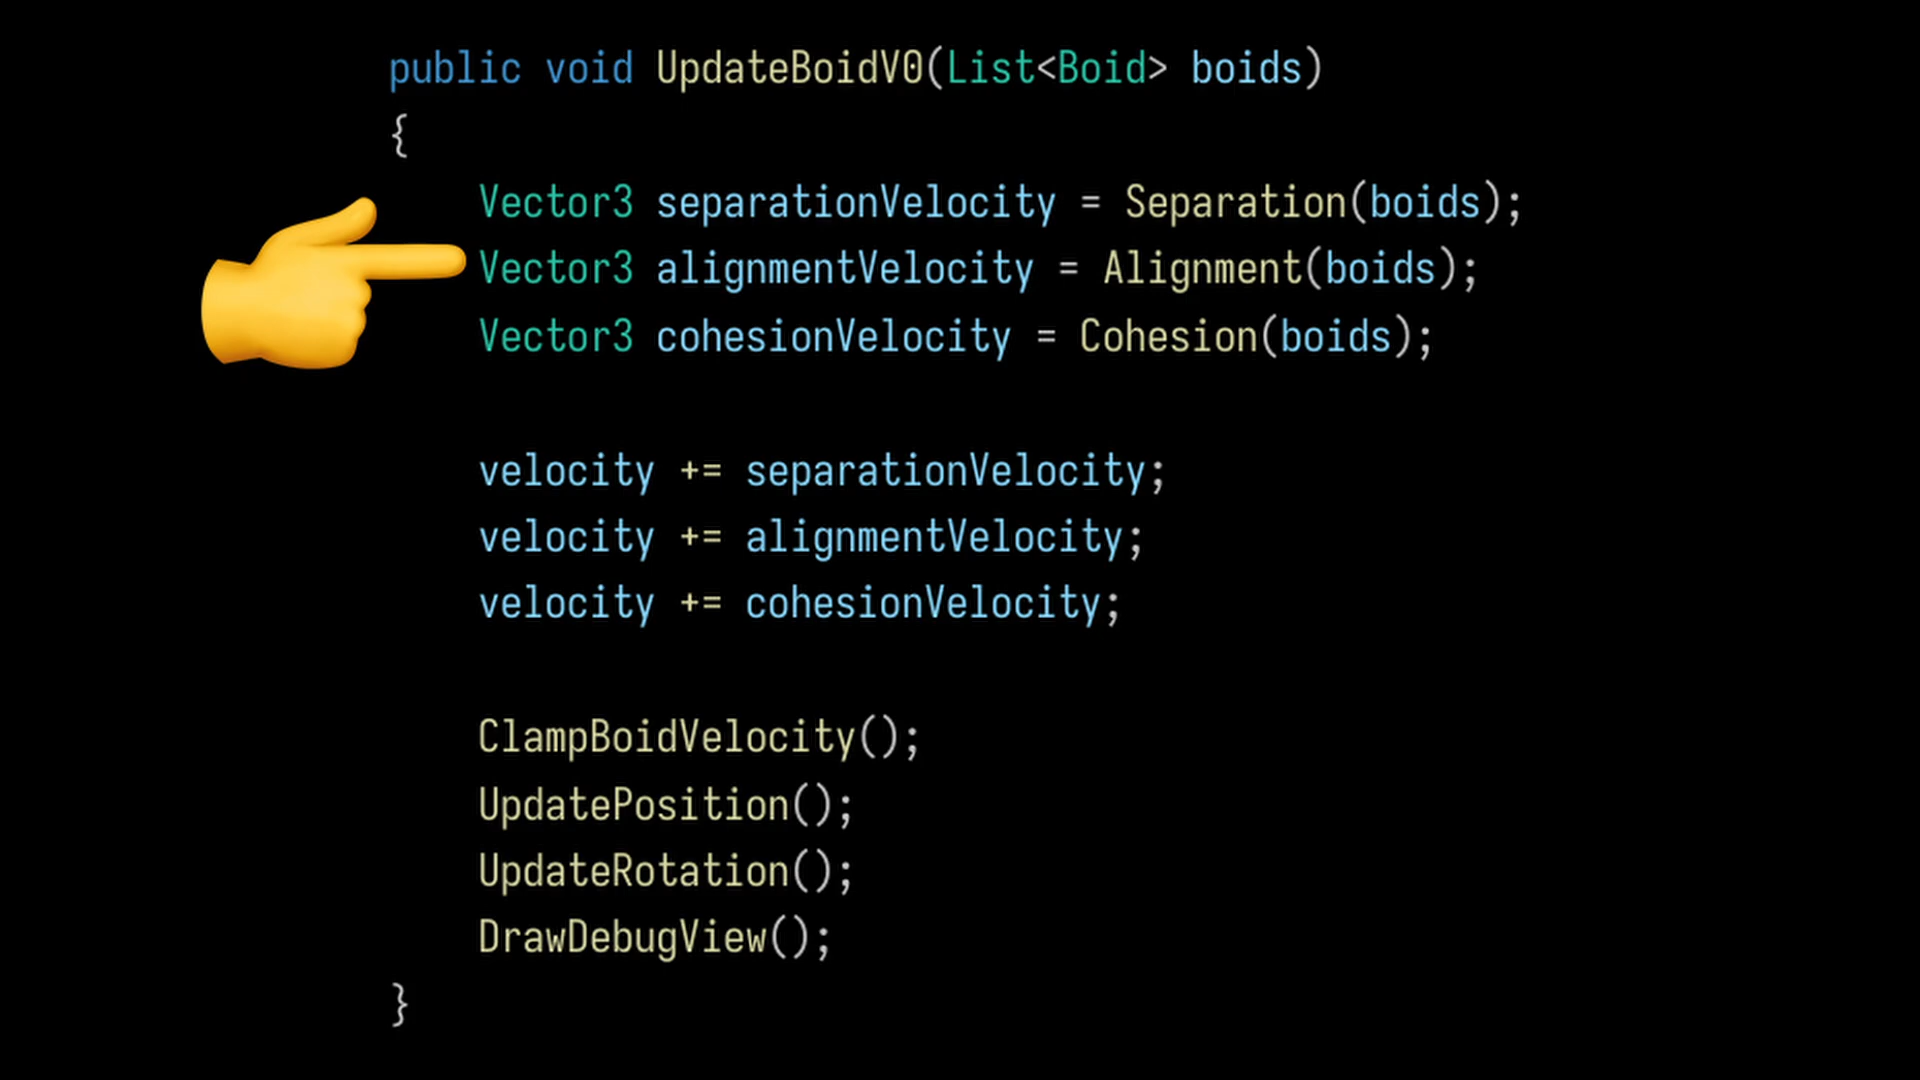 public void UpdateBoidV0(List<Boid> boids)
{
Vector3 separationVelocity = Separation(boids);
Vector3 alignmentVelocity = Alignment(boids);
Vector3 cohesionVelocity = Cohesion(boids);
velocity += separationVelocity;
velocity += alignmentVelocity;
velocity += cohesionVelocity;
ClampBoidVelocity();
UpdatePosition();
UpdateRotation();
DrawDebugView();
}